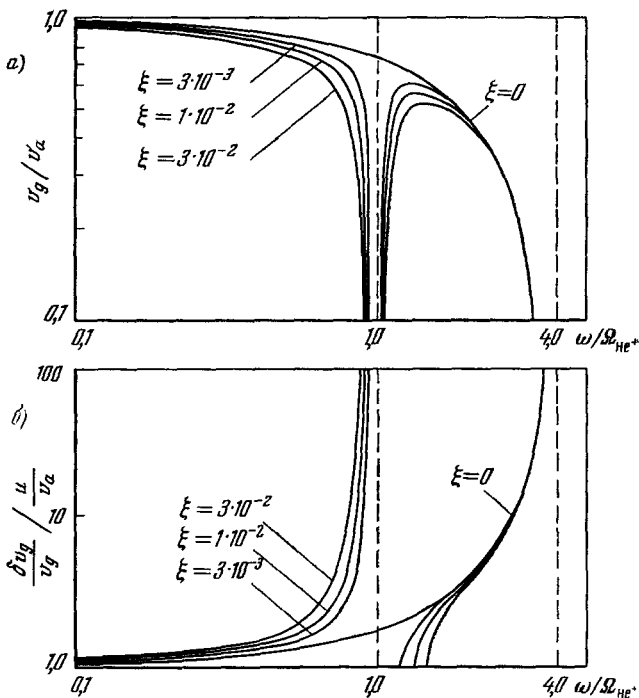 а)
1,0
ξ = 3·10⁻³
ξ = 1·10⁻²
ξ = 3·10⁻²
ξ=0
v_g / v_a
0,1
0,1
1,0
4,0
ω/Ω_He⁺
б)
100
ξ=0
10
δv_g / v_g / u / v_a
ξ = 3·10⁻²
ξ = 1·10⁻²
ξ = 3·10⁻³
1,0
0,1
1,0
4,0
ω/Ω_He⁺